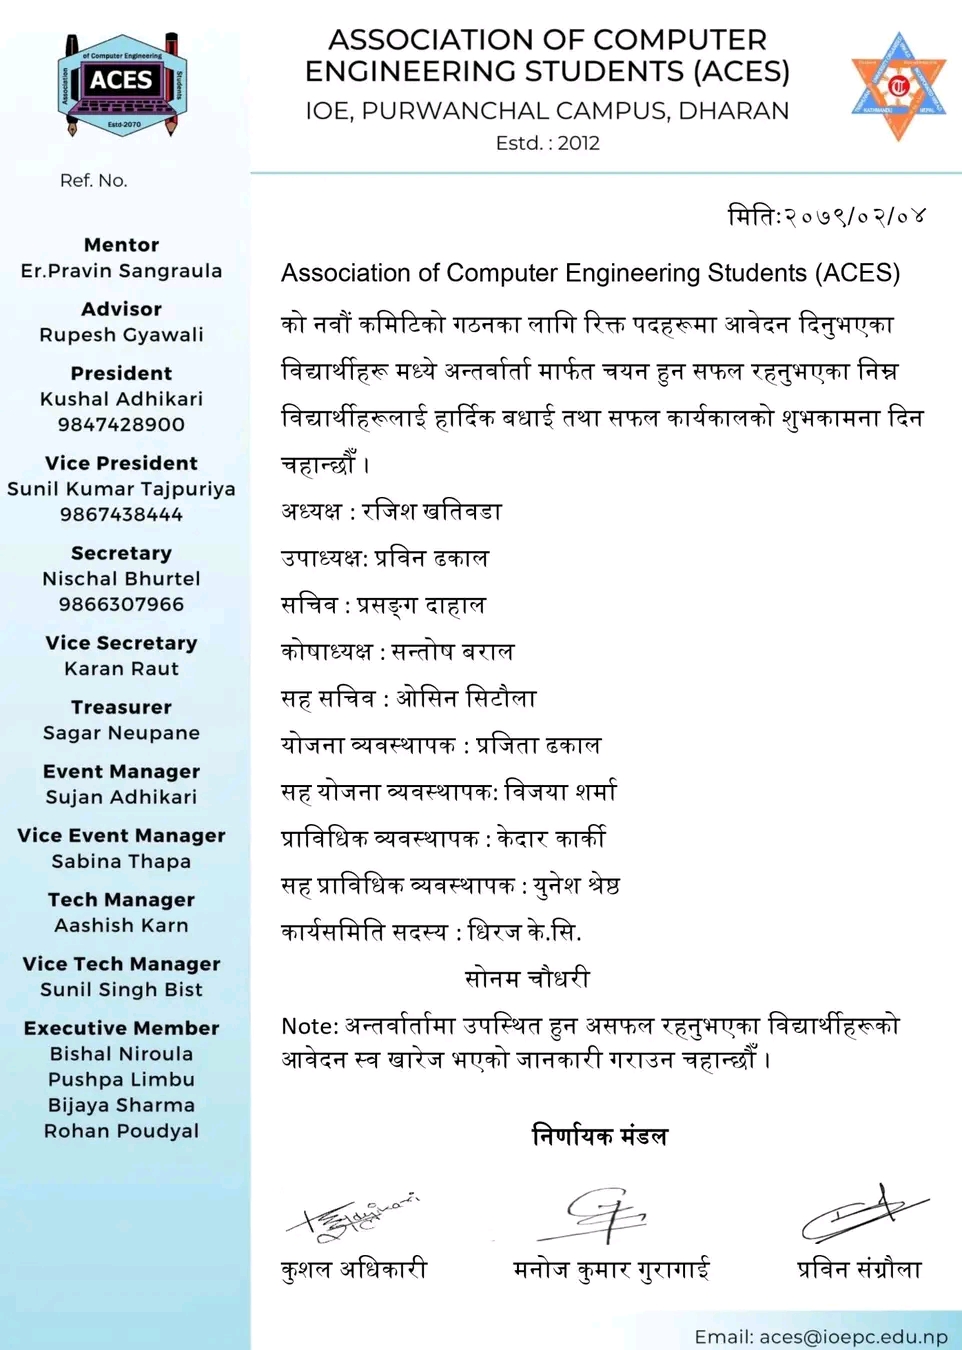 of Computer Engineering
Association
ACES
Students
Estd-2070
ASSOCIATION OF COMPUTER
ENGINEERING STUDENTS (ACES)
IOE, PURWANCHAL CAMPUS, DHARAN
Estd. : 2012
Ref. No.
Mentor
Er.Pravin Sangraula
Advisor
Rupesh Gyawali
President
Kushal Adhikari
9847428900
Vice President
Sunil Kumar Tajpuriya
9867438444
Secretary
Nischal Bhurtel
9866307966
Vice Secretary
Karan Raut
Treasurer
Sagar Neupane
Event Manager
Sujan Adhikari
Vice Event Manager
Sabina Thapa
Tech Manager
Aashish Karn
Vice Tech Manager
Sunil Singh Bist
Executive Member
Bishal Niroula
Pushpa Limbu
Bijaya Sharma
Rohan Poudyal
मितिः२०७९/०२/०४
Association of Computer Engineering Students (ACES)
को नवौं कमिटिको गठनका लागि रिक्त पदहरूमा आवेदन दिनुभएका
विद्यार्थीहरू मध्ये अन्तर्वार्ता मार्फत चयन हुन सफल रहनुभएका निम्न
विद्यार्थीहरूलाई हार्दिक बधाई तथा सफल कार्यकालको शुभकामना दिन
चहान्छौँ ।
अध्यक्ष : रजिश खतिवडा
उपाध्यक्ष: प्रविन ढकाल
सचिव : प्रसङ्ग दाहाल
कोषाध्यक्ष : सन्तोष बराल
सह सचिव : ओसिन सिटौला
योजना व्यवस्थापक : प्रजिता ढकाल
सह योजना व्यवस्थापक: विजया शर्मा
प्राविधिक व्यवस्थापक : केदार कार्की
सह प्राविधिक व्यवस्थापक : युनेश श्रेष्ठ
कार्यसमिति सदस्य : धिरज के.सि.
सोनम चौधरी
Note: अन्तर्वार्तामा उपस्थित हुन असफल रहनुभएका विद्यार्थीहरूको
आवेदन स्व खारेज भएको जानकारी गराउन चहान्छौँ ।
निर्णायक मंडल
कुशल अधिकारी
मनोज कुमार गुरागाई
प्रविन संग्रौला
Email: aces@ioepc.edu.np